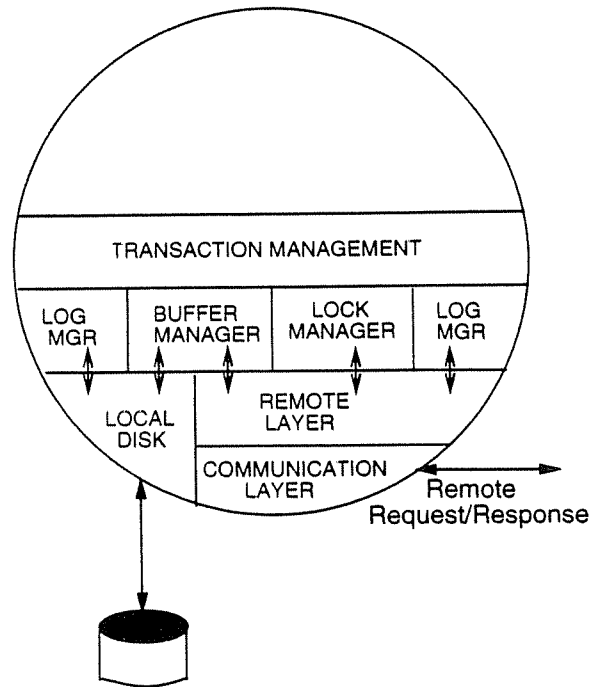 TRANSACTION MANAGEMENT
LOG
MGR
BUFFER
MANAGER
LOCK
MANAGER
LOG
MGR
LOCAL
DISK
REMOTE
LAYER
COMMUNICATION
LAYER
Remote
Request/Response